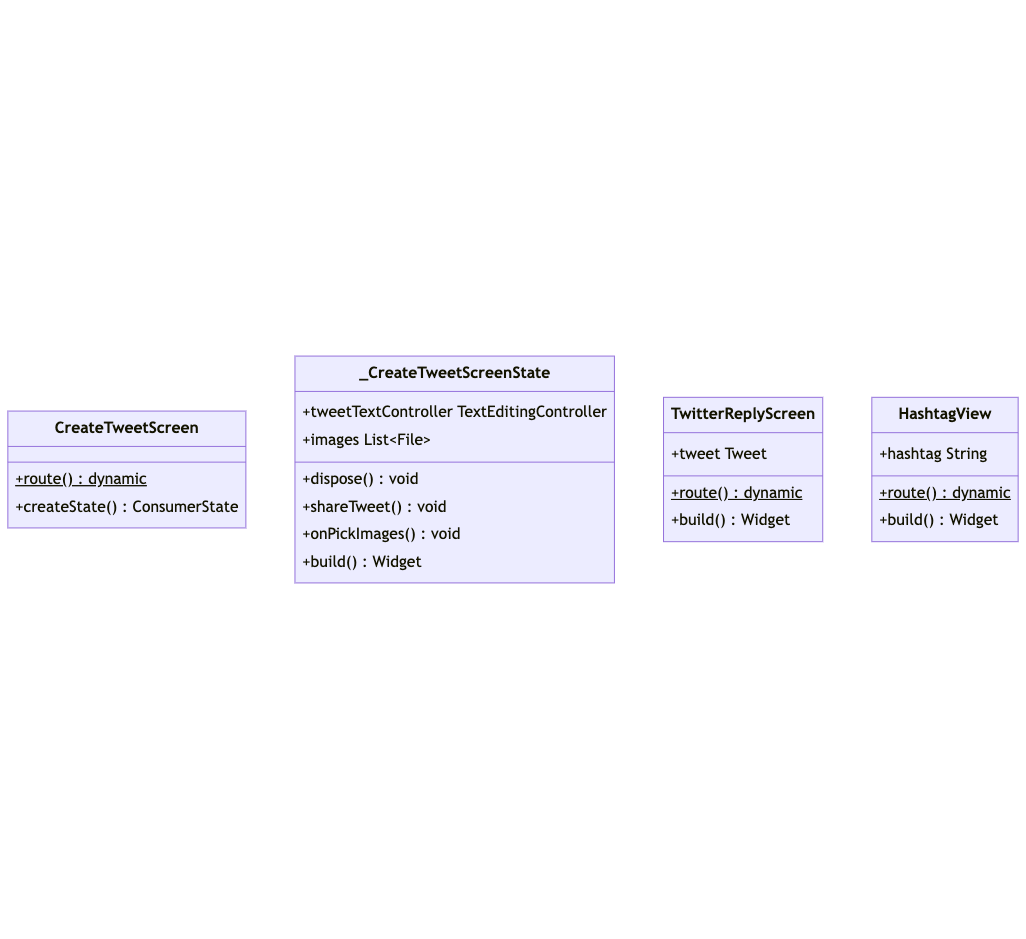 CreateTweetScreen
+route() : dynamic
+createState() : ConsumerState
_CreateTweetScreenState
+tweetTextController TextEditingController
+images List<File>
+dispose() : void
+shareTweet() : void
+onPickImages() : void
+build() : Widget
TwitterReplyScreen
+tweet Tweet
+route() : dynamic
+build() : Widget
HashtagView
+hashtag String
+route() : dynamic
+build() : Widget